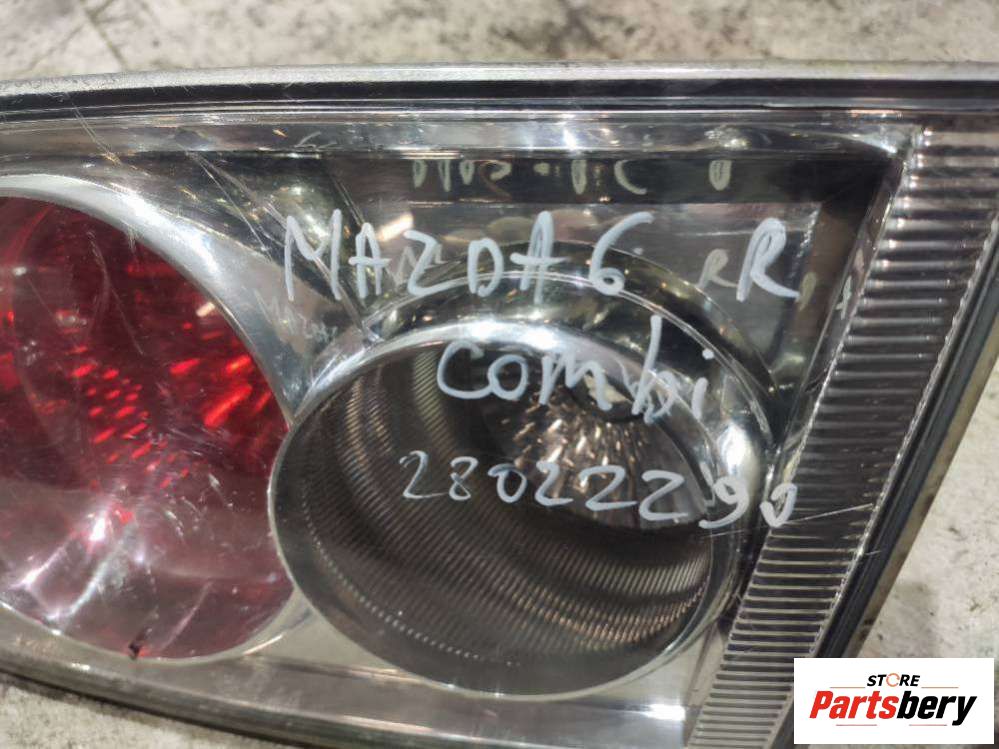 MAZDA 6 RR
combi
28022290
STORE
Partsbery